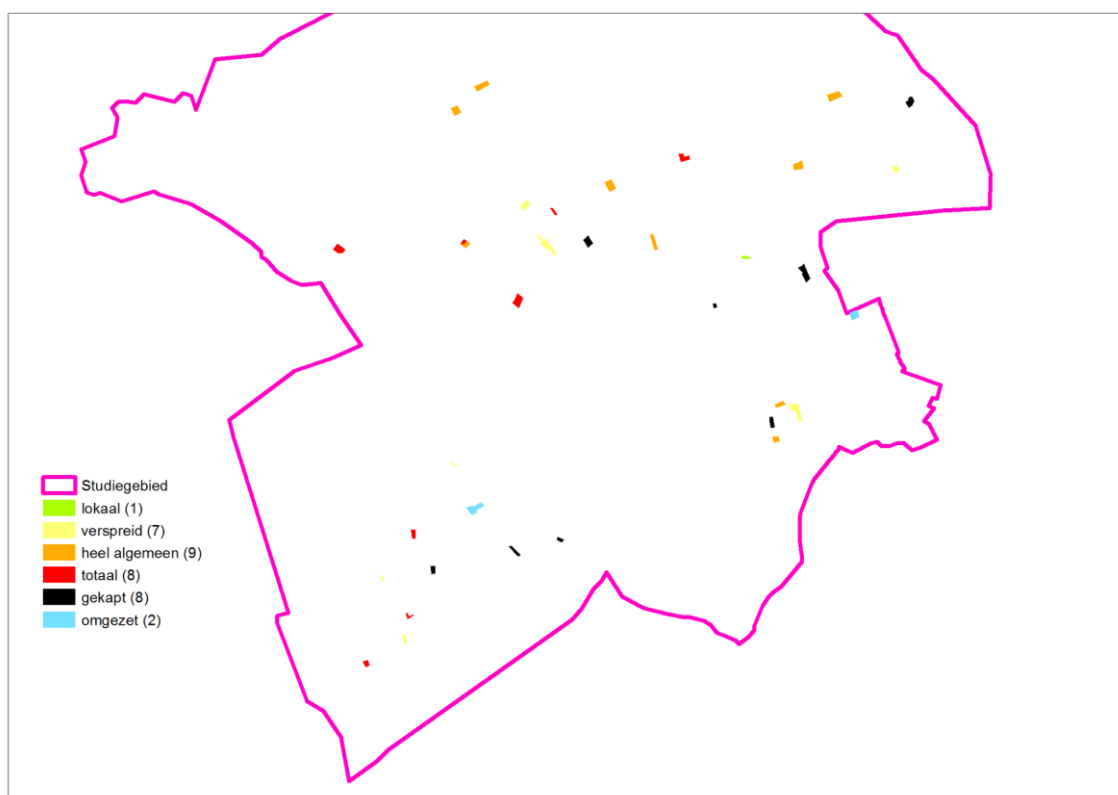 Studiegebied
lokaal (1)
verspreid (7)
heel algemeen (9)
totaal (8)
gekapt (8)
omgezet (2)